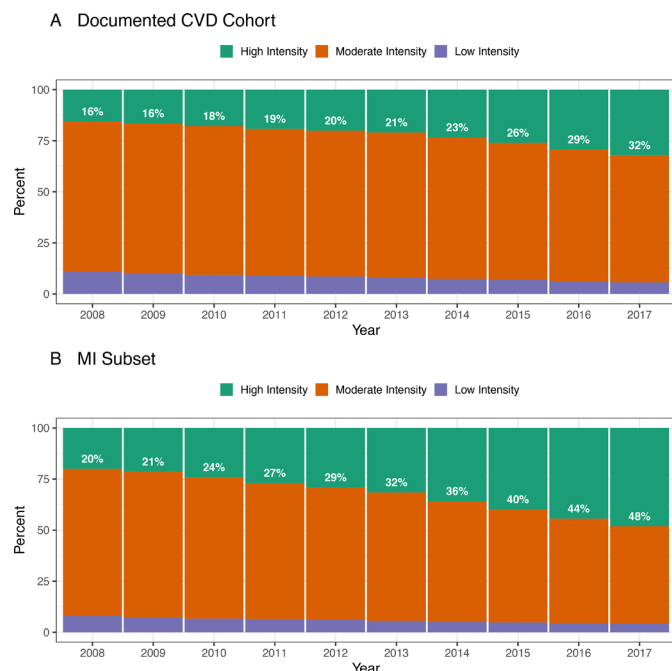 A Documented CVD Cohort
High Intensity Moderate Intensity Low Intensity
100
16% 16% 18% 19% 20% 21% 23% 26% 29% 32%
75
Percent
50
25
0
2008 2009 2010 2011 2012 2013 2014 2015 2016 2017
Year
B MI Subset
High Intensity Moderate Intensity Low Intensity
100
20% 21% 24% 27% 29% 32% 36% 40% 44% 48%
75
Percent
50
25
0
2008 2009 2010 2011 2012 2013 2014 2015 2016 2017
Year